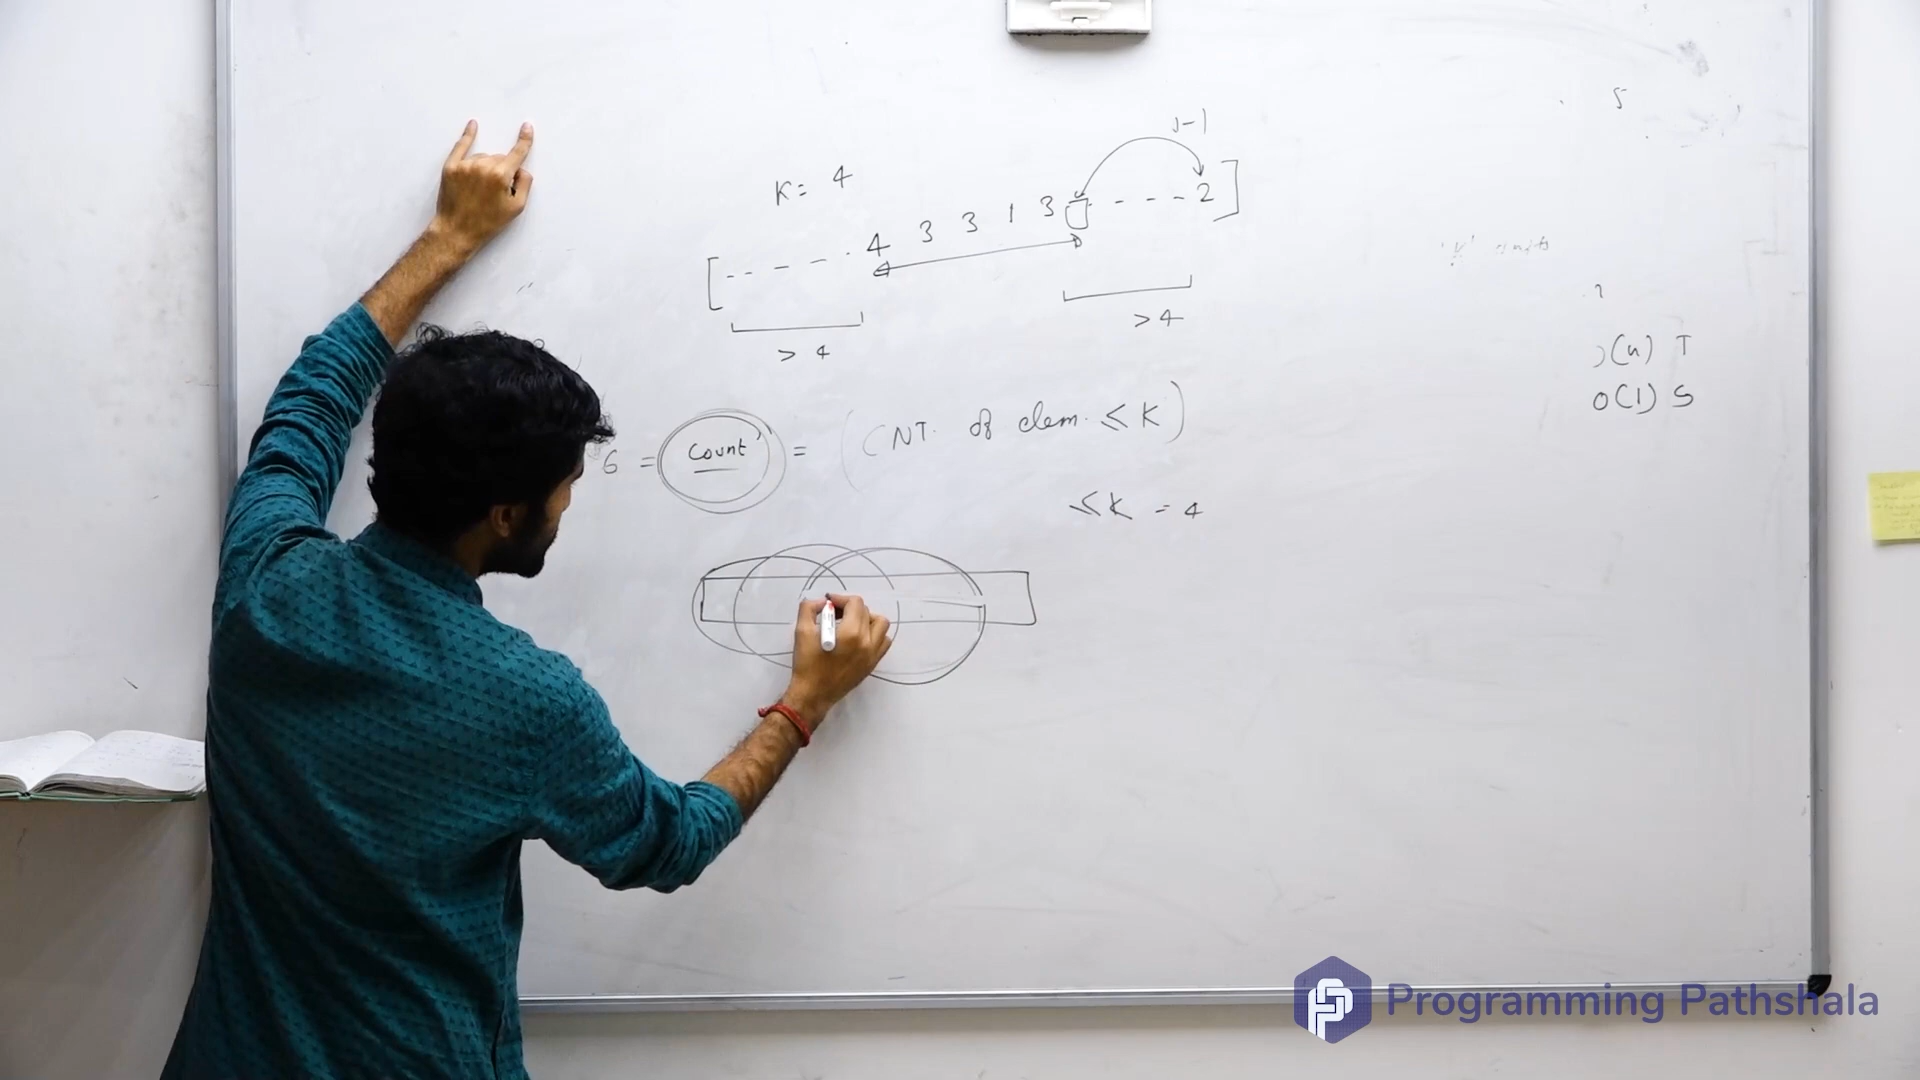 K = 4
J-1
[ - - - - - 4 3 3 1 3 - - - - 2 ]
> 4
> 4
6 = Count = (CNT. of elem. ≤ K)
≤ K = 4
5
O(n) T
O(1) S
Programming Pathshala